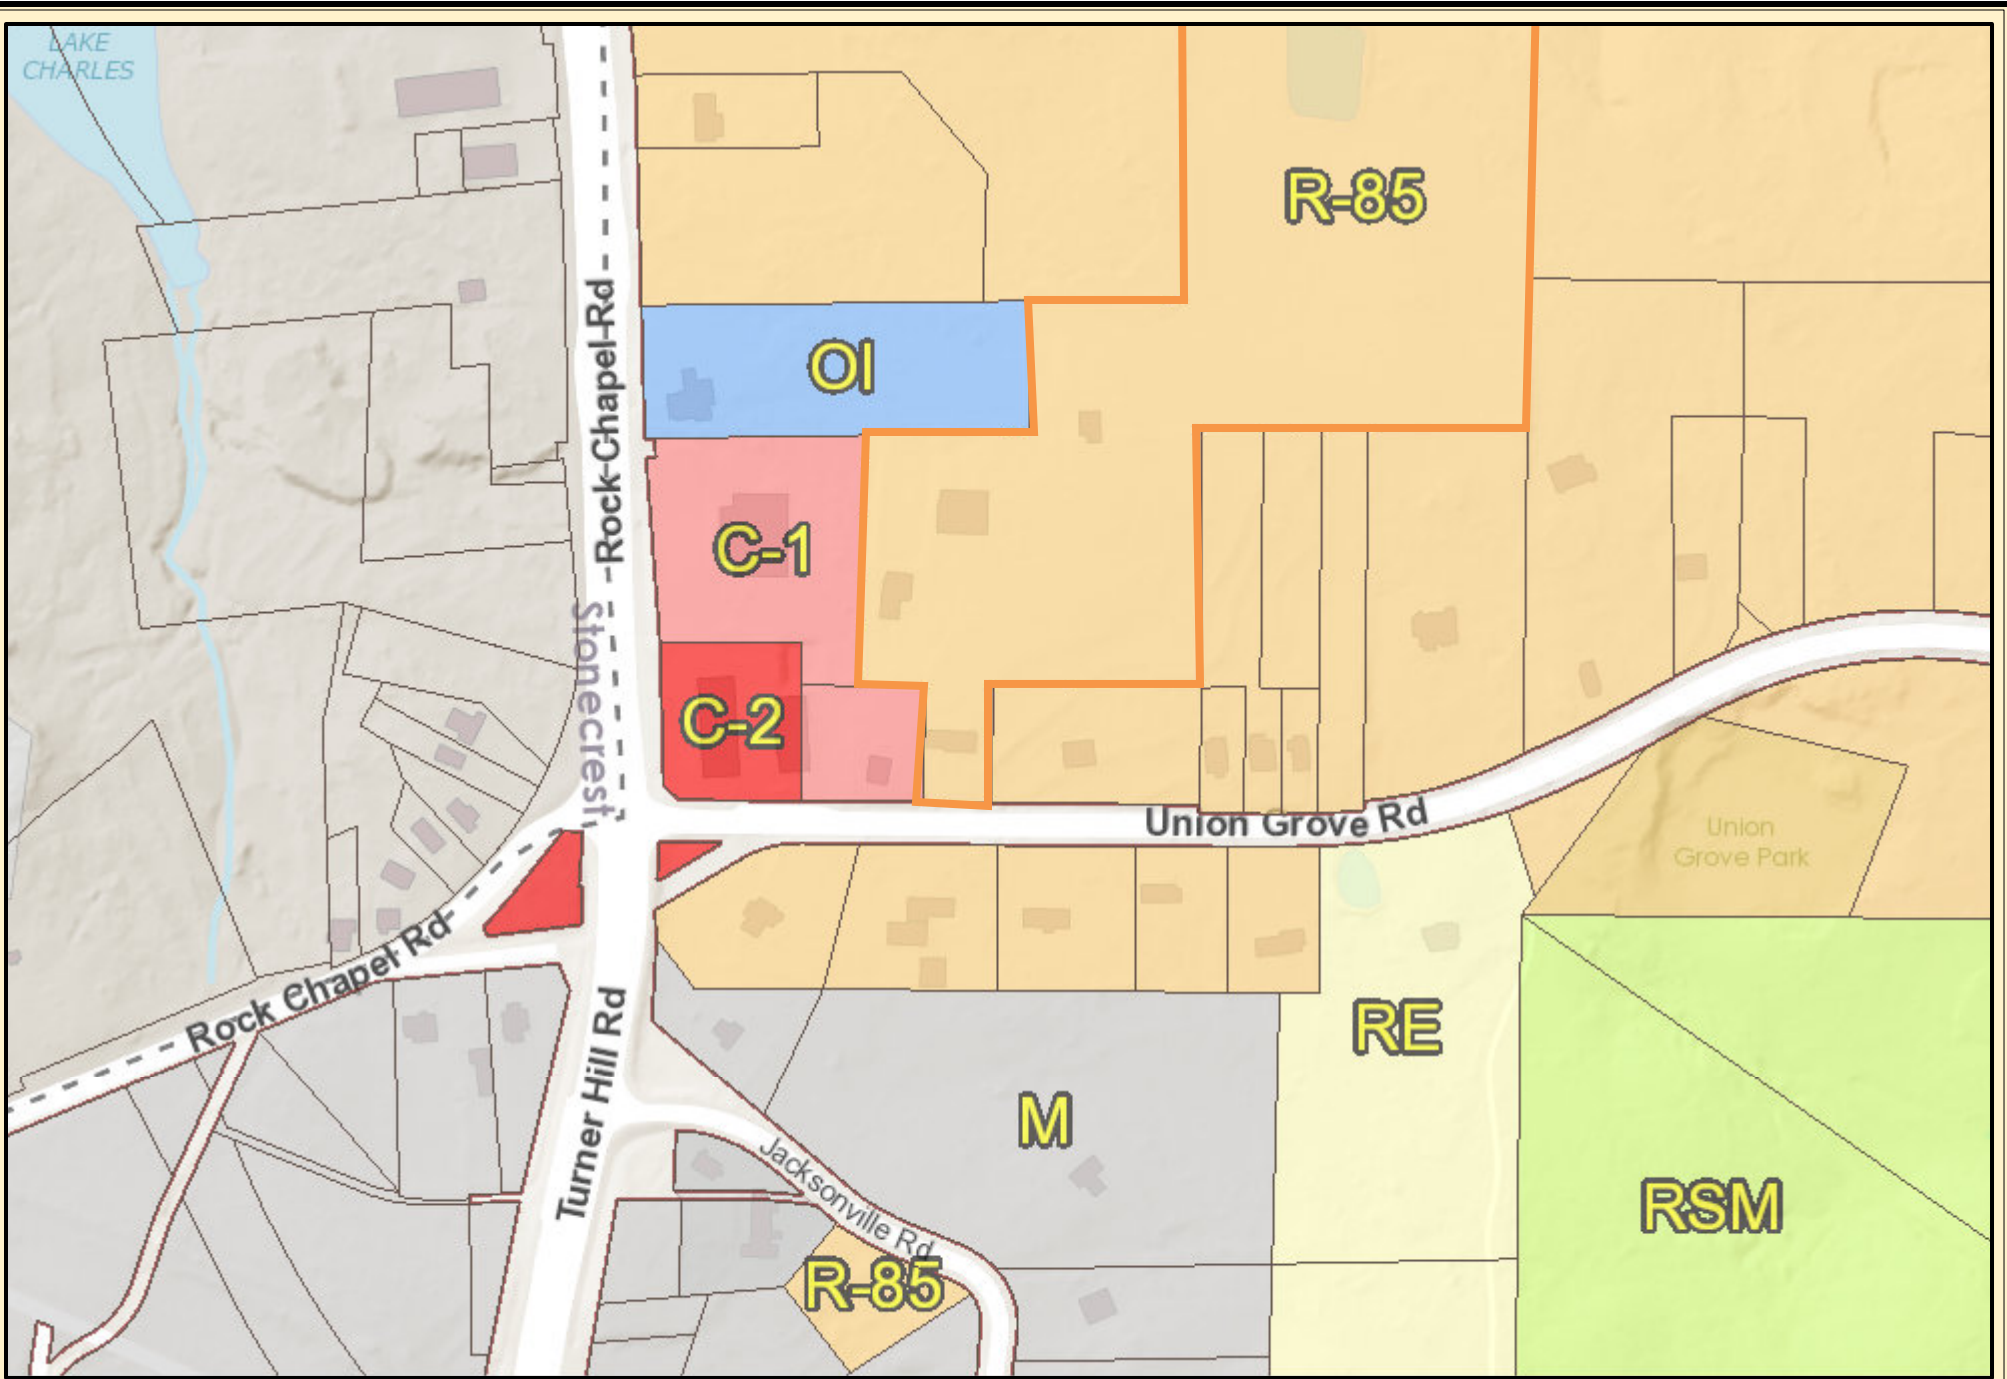 LAKE
CHARLES
R-85
Rock-Chapel-Rd
OI
C-1
Stonecrest
C-2
Union Grove Rd
Union
Grove Park
Rock Chapel Rd
Turner Hill Rd
RE
M
Jacksonville Rd
RSM
R-85